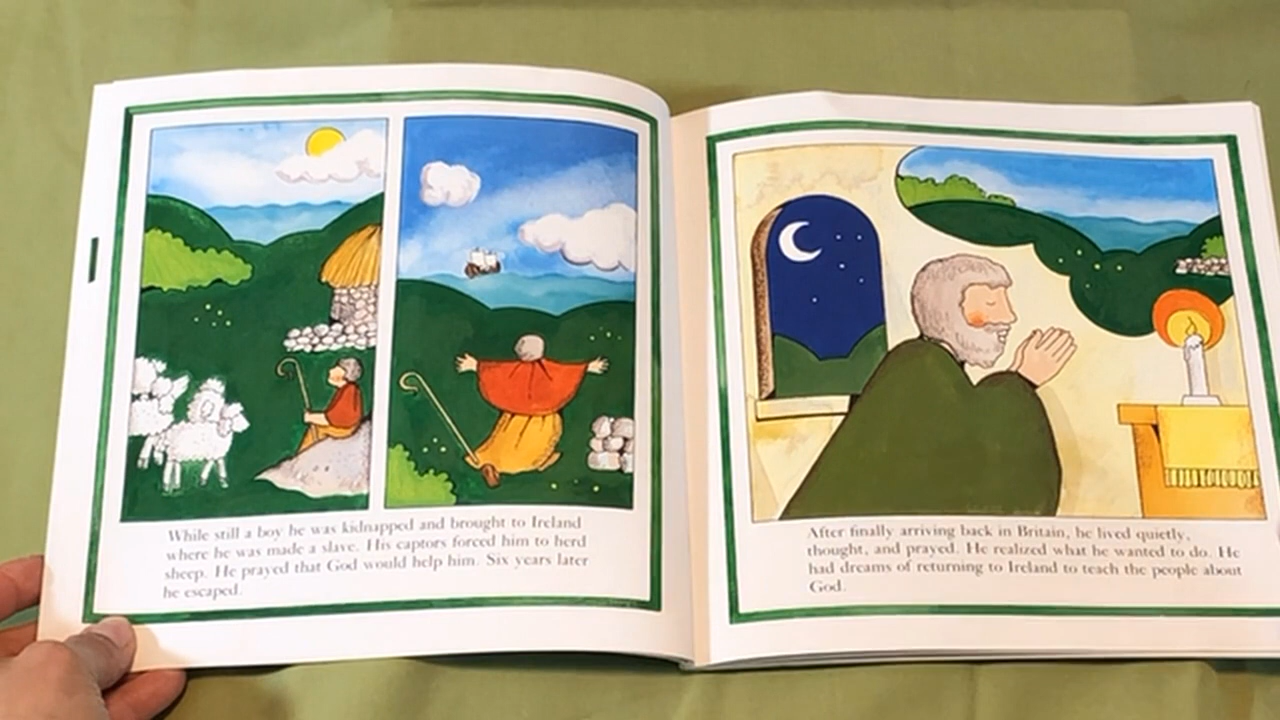 While still a boy he was kidnapped and brought to Ireland
where he was made a slave. His captors forced him to herd
sheep. He prayed that God would help him. Six years later
he escaped.
After finally arriving back in Britain, he lived quietly,
thought, and prayed. He realized what he wanted to do. He
had dreams of returning to Ireland to teach the people about
God.